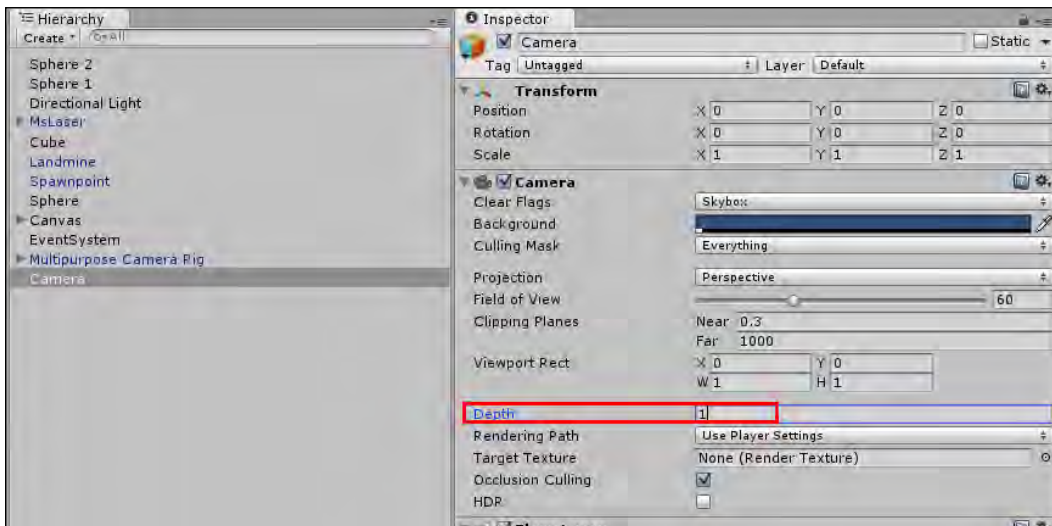 Hierarchy
Create
All
Sphere 2
Sphere 1
Directional Light
MsLaser
Cube
Landmine
Spawnpoint
Sphere
Canvas
EventSystem
Multipurpose Camera Rig
Camera
Inspector
Camera Static
Tag Untagged Layer Default
Transform
Position X 0 Y 0 Z 0
Rotation X 0 Y 0 Z 0
Scale X 1 Y 1 Z 1
Camera
Clear Flags Skybox
Background
Culling Mask Everything
Projection Perspective
Field of View 60
Clipping Planes Near 0.3
Far 1000
Viewport Rect X 0 Y 0
W 1 H 1
Depth 1
Rendering Path Use Player Settings
Target Texture None (Render Texture)
Occlusion Culling
HDR